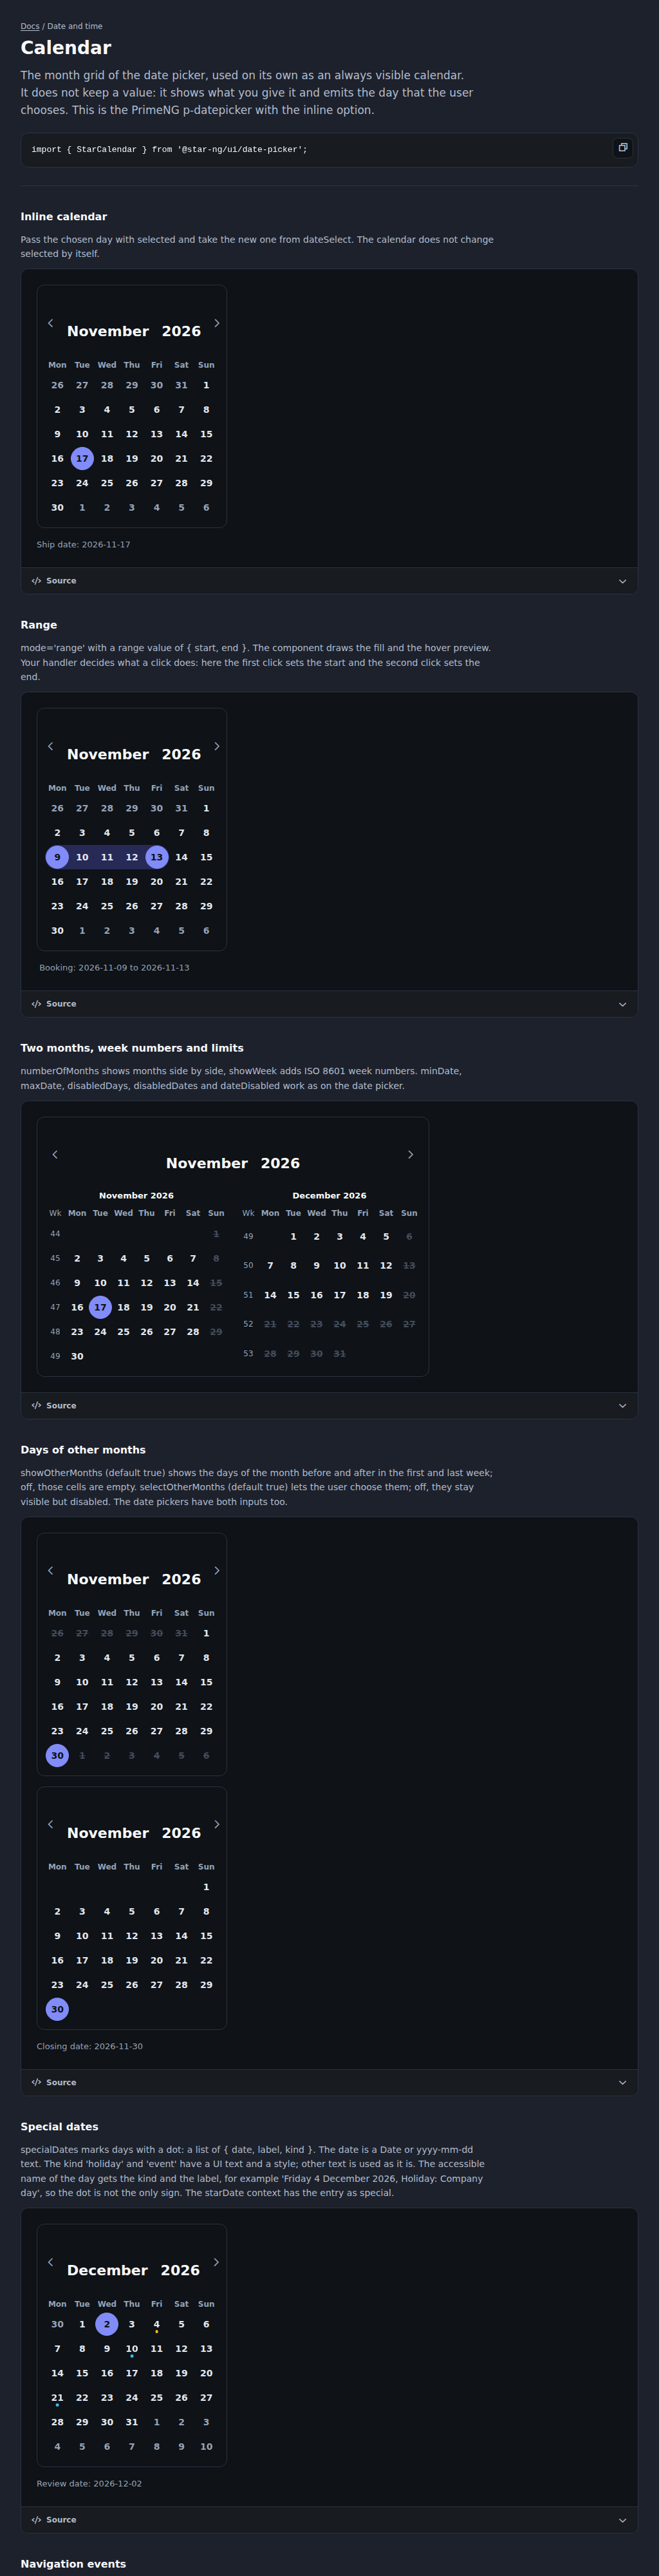 Docs / Date and time
Calendar
The month grid of the date picker, used on its own as an always visible calendar.
It does not keep a value: it shows what you give it and emits the day that the user
chooses. This is the PrimeNG p-datepicker with the inline option.
import { StarCalendar } from '@star-ng/ui/date-picker';
Inline calendar
Pass the chosen day with selected and take the new one from dateSelect. The calendar does not change
selected by itself.
November 2026
Mon Tue Wed Thu Fri Sat Sun
26 27 28 29 30 31 1
2 3 4 5 6 7 8
9 10 11 12 13 14 15
16 17 18 19 20 21 22
23 24 25 26 27 28 29
30 1 2 3 4 5 6
Ship date: 2026-11-17
Source
Range
mode='range' with a range value of { start, end }. The component draws the fill and the hover preview.
Your handler decides what a click does: here the first click sets the start and the second click sets the
end.
November 2026
Mon Tue Wed Thu Fri Sat Sun
26 27 28 29 30 31 1
2 3 4 5 6 7 8
9 10 11 12 13 14 15
16 17 18 19 20 21 22
23 24 25 26 27 28 29
30 1 2 3 4 5 6
Booking: 2026-11-09 to 2026-11-13
Source
Two months, week numbers and limits
numberOfMonths shows months side by side, showWeek adds ISO 8601 week numbers. minDate,
maxDate, disabledDays, disabledDates and dateDisabled work as on the date picker.
November 2026
November 2026
Wk Mon Tue Wed Thu Fri Sat Sun
44 1
45 2 3 4 5 6 7 8
46 9 10 11 12 13 14 15
47 16 17 18 19 20 21 22
48 23 24 25 26 27 28 29
49 30
December 2026
Wk Mon Tue Wed Thu Fri Sat Sun
49 1 2 3 4 5 6
50 7 8 9 10 11 12 13
51 14 15 16 17 18 19 20
52 21 22 23 24 25 26 27
53 28 29 30 31
Source
Days of other months
showOtherMonths (default true) shows the days of the month before and after in the first and last week;
off, those cells are empty. selectOtherMonths (default true) lets the user choose them; off, they stay
visible but disabled. The date pickers have both inputs too.
November 2026
Mon Tue Wed Thu Fri Sat Sun
26 27 28 29 30 31 1
2 3 4 5 6 7 8
9 10 11 12 13 14 15
16 17 18 19 20 21 22
23 24 25 26 27 28 29
30 1 2 3 4 5 6
November 2026
Mon Tue Wed Thu Fri Sat Sun
1
2 3 4 5 6 7 8
9 10 11 12 13 14 15
16 17 18 19 20 21 22
23 24 25 26 27 28 29
30
Closing date: 2026-11-30
Source
Special dates
specialDates marks days with a dot: a list of { date, label, kind }. The date is a Date or yyyy-mm-dd
text. The kind 'holiday' and 'event' have a UI text and a style; other text is used as it is. The accessible
name of the day gets the kind and the label, for example 'Friday 4 December 2026, Holiday: Company
day', so the dot is not the only sign. The starDate context has the entry as special.
December 2026
Mon Tue Wed Thu Fri Sat Sun
30 1 2 3 4 5 6
7 8 9 10 11 12 13
14 15 16 17 18 19 20
21 22 23 24 25 26 27
28 29 30 31 1 2 3
4 5 6 7 8 9 10
Review date: 2026-12-02
Source
Navigation events